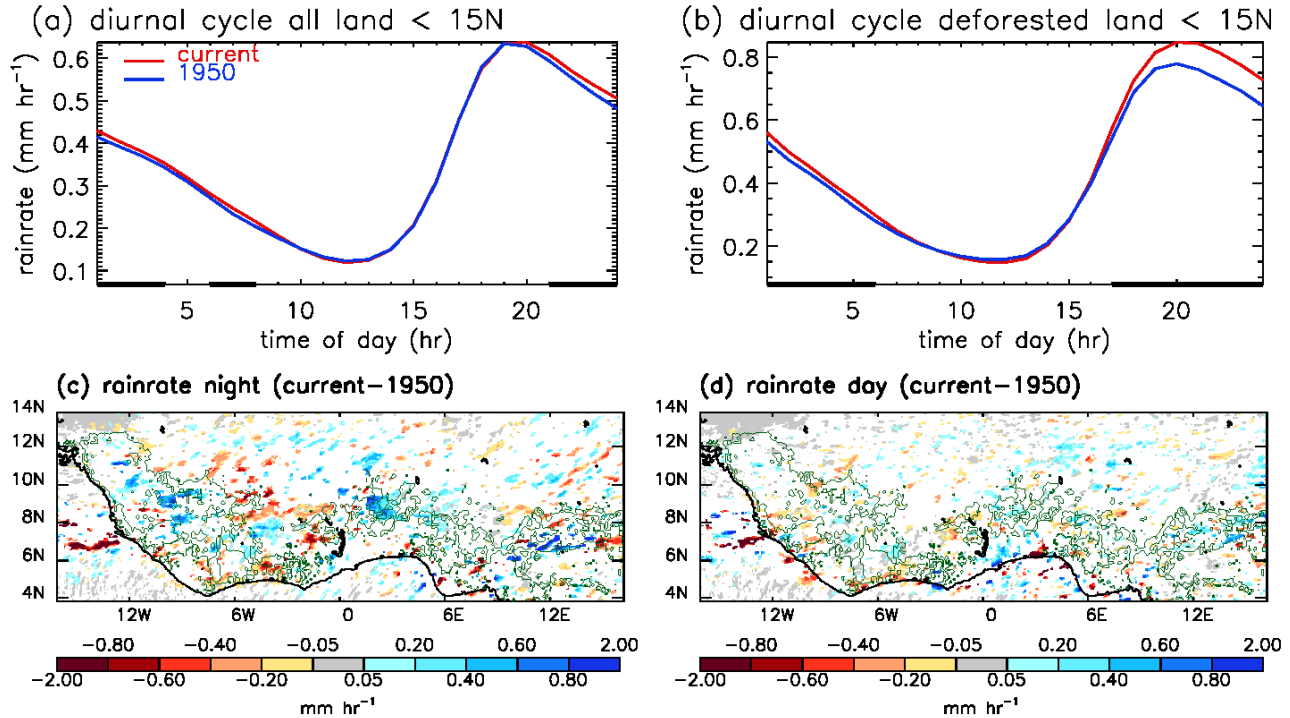 (a) diurnal cycle all land < 15N
current
1950
rainrate (mm hr⁻¹)
0.6
0.5
0.4
0.3
0.2
0.1
5 10 15 20
time of day (hr)
(b) diurnal cycle deforested land < 15N
rainrate (mm hr⁻¹)
0.8
0.6
0.4
0.2
5 10 15 20
time of day (hr)
(c) rainrate night (current−1950)
14N
12N
10N
8N
6N
4N
12W 6W 0 6E 12E
−0.80 −0.40 −0.05 0.20 0.60 2.00
−2.00 −0.60 −0.20 0.05 0.40 0.80
mm hr⁻¹
(d) rainrate day (current−1950)
14N
12N
10N
8N
6N
4N
12W 6W 0 6E 12E
−0.80 −0.40 −0.05 0.20 0.60 2.00
−2.00 −0.60 −0.20 0.05 0.40 0.80
mm hr⁻¹